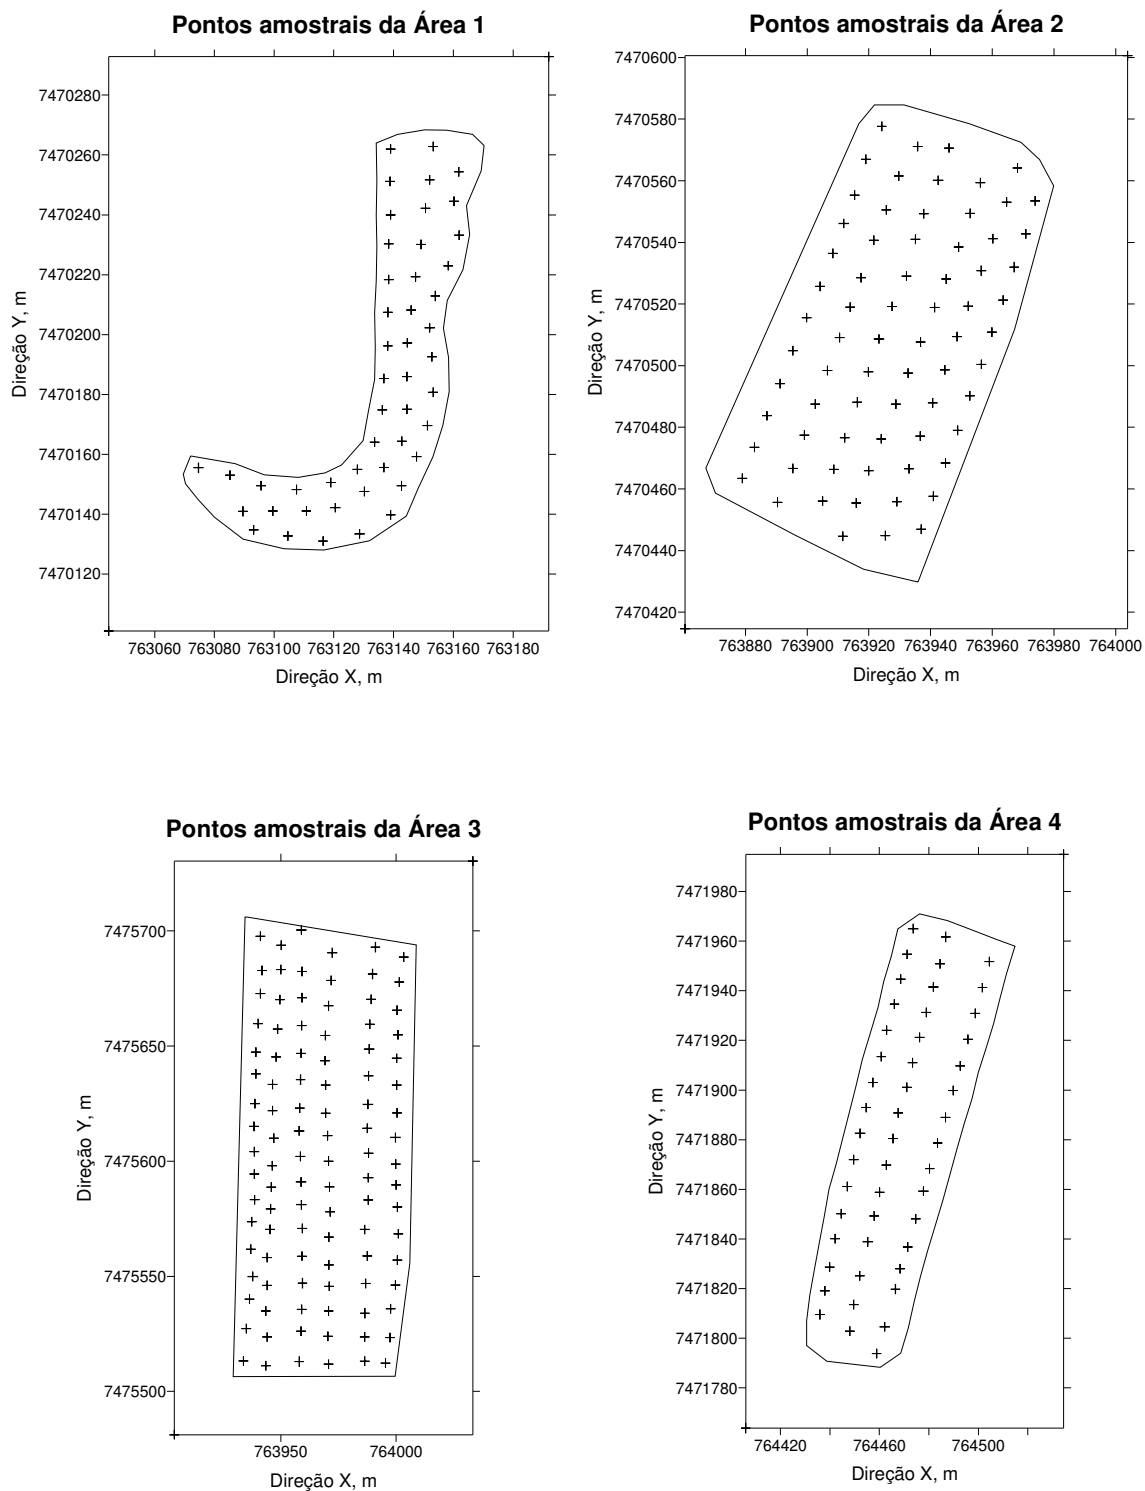 Pontos amostrais da Área 1
7470280
7470260
7470240
7470220
7470200
7470180
7470160
7470140
7470120
Direção Y, m
763060 763080 763100 763120 763140 763160 763180
Direção X, m
Pontos amostrais da Área 2
7470600
7470580
7470560
7470540
7470520
7470500
7470480
7470460
7470440
7470420
Direção Y, m
763880 763900 763920 763940 763960 763980 764000
Direção X, m
Pontos amostrais da Área 3
7475700
7475650
7475600
7475550
7475500
Direção Y, m
763950 764000
Direção X, m
Pontos amostrais da Área 4
7471980
7471960
7471940
7471920
7471900
7471880
7471860
7471840
7471820
7471800
7471780
Direção Y, m
764420 764460 764500
Direção X, m